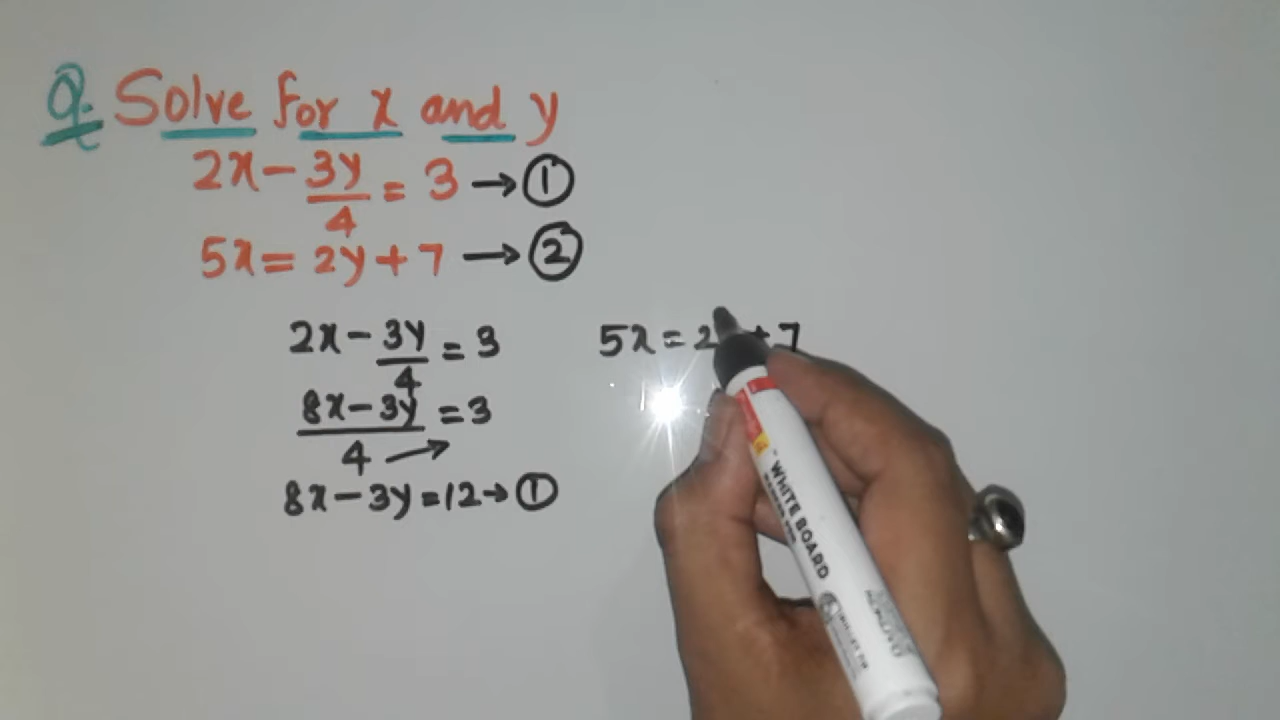 Q. Solve for x and y
2x - 3y/4 = 3 → ①
5x = 2y + 7 → ②
2x - 3y/4 = 3
5x = 2 + 7
8x - 3y/4 = 3
8x - 3y = 12 → ①
WHITE BOARD